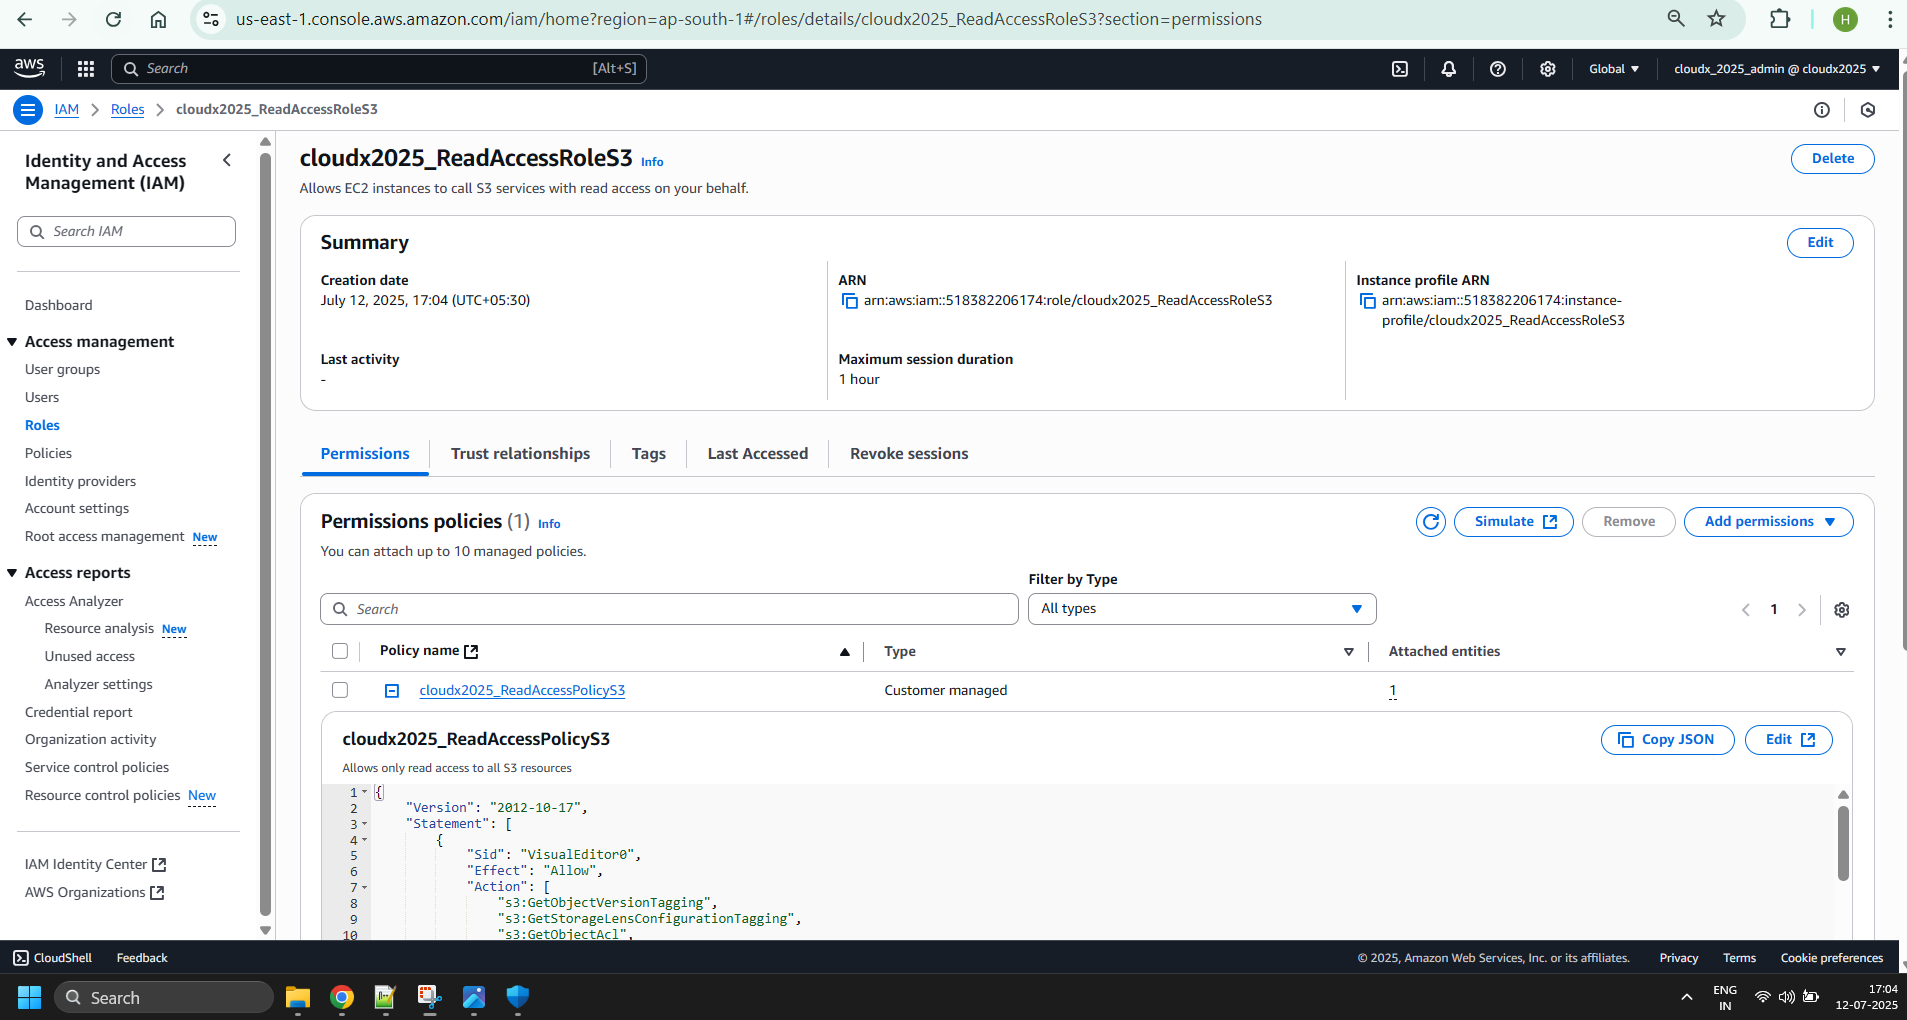 us-east-1.console.aws.amazon.com/iam/home?region=ap-south-1#/roles/details/cloudx2025_ReadAccessRoleS3?section=permissions
H
aws
Search
[Alt+S]
Global
cloudx_2025_admin @ cloudx2025
IAM
Roles
cloudx2025_ReadAccessRoleS3
Identity and Access
Management (IAM)
Search IAM
Dashboard
Access management
User groups
Users
Roles
Policies
Identity providers
Account settings
Root access management New
Access reports
Access Analyzer
Resource analysis New
Unused access
Analyzer settings
Credential report
Organization activity
Service control policies
Resource control policies New
IAM Identity Center
AWS Organizations
cloudx2025_ReadAccessRoleS3 Info
Delete
Allows EC2 instances to call S3 services with read access on your behalf.
Summary
Edit
Creation date
July 12, 2025, 17:04 (UTC+05:30)
ARN
arn:aws:iam::518382206174:role/cloudx2025_ReadAccessRoleS3
Instance profile ARN
arn:aws:iam::518382206174:instance-
profile/cloudx2025_ReadAccessRoleS3
Last activity
-
Maximum session duration
1 hour
Permissions
Trust relationships
Tags
Last Accessed
Revoke sessions
Permissions policies (1) Info
Simulate
Remove
Add permissions
You can attach up to 10 managed policies.
Filter by Type
Search
All types
1
Policy name
Type
Attached entities
cloudx2025_ReadAccessPolicyS3
Customer managed
1
cloudx2025_ReadAccessPolicyS3
Copy JSON
Edit
Allows only read access to all S3 resources
1 {
2 "Version": "2012-10-17",
3 "Statement": [
4 {
5 "Sid": "VisualEditor0",
6 "Effect": "Allow",
7 "Action": [
8 "s3:GetObjectVersionTagging",
9 "s3:GetStorageLensConfigurationTagging",
10 "s3:GetObjectAcl",
CloudShell
Feedback
© 2025, Amazon Web Services, Inc. or its affiliates.
Privacy
Terms
Cookie preferences
Search
ENG
IN
17:04
12-07-2025